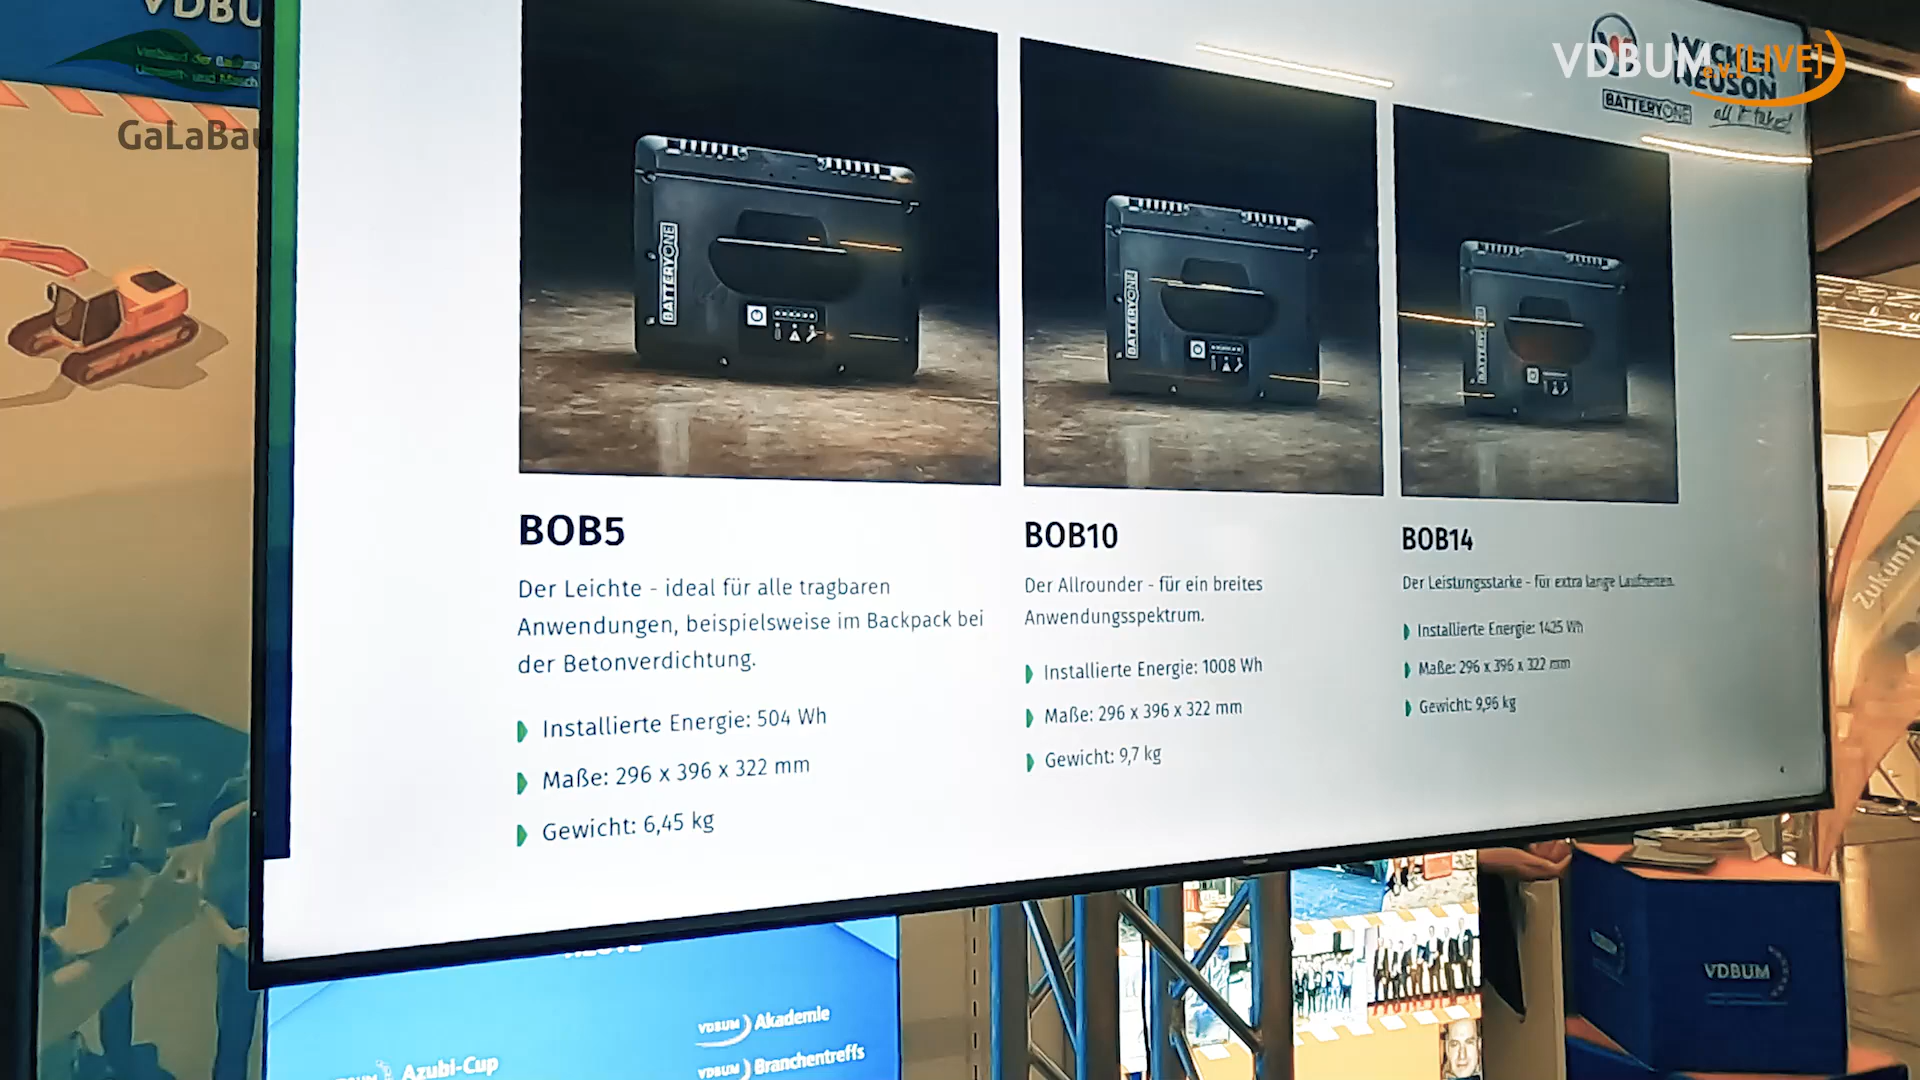 VDBU
GaLaBau
WACKER
NEUSON
BATTERYONE
all it takes!
VDBUM e.V. [LIVE]
BATTERYONE
BATTERYONE
BATTERYONE
BOB5
Der Leichte - ideal für alle tragbaren
Anwendungen, beispielsweise im Backpack bei
der Betonverdichtung.
Installierte Energie: 504 Wh
Maße: 296 x 396 x 322 mm
Gewicht: 6,45 kg
BOB10
Der Allrounder - für ein breites
Anwendungsspektrum.
Installierte Energie: 1008 Wh
Maße: 296 x 396 x 322 mm
Gewicht: 9,7 kg
BOB14
Der Leistungsstarke - für extra lange Laufzeiten.
Installierte Energie: 1425 Wh
Maße: 296 x 396 x 322 mm
Gewicht: 9,96 kg
4
Zukunft
VDBUM
VDBUM Akademie
VDBUM Branchentreffs
Azubi-Cup